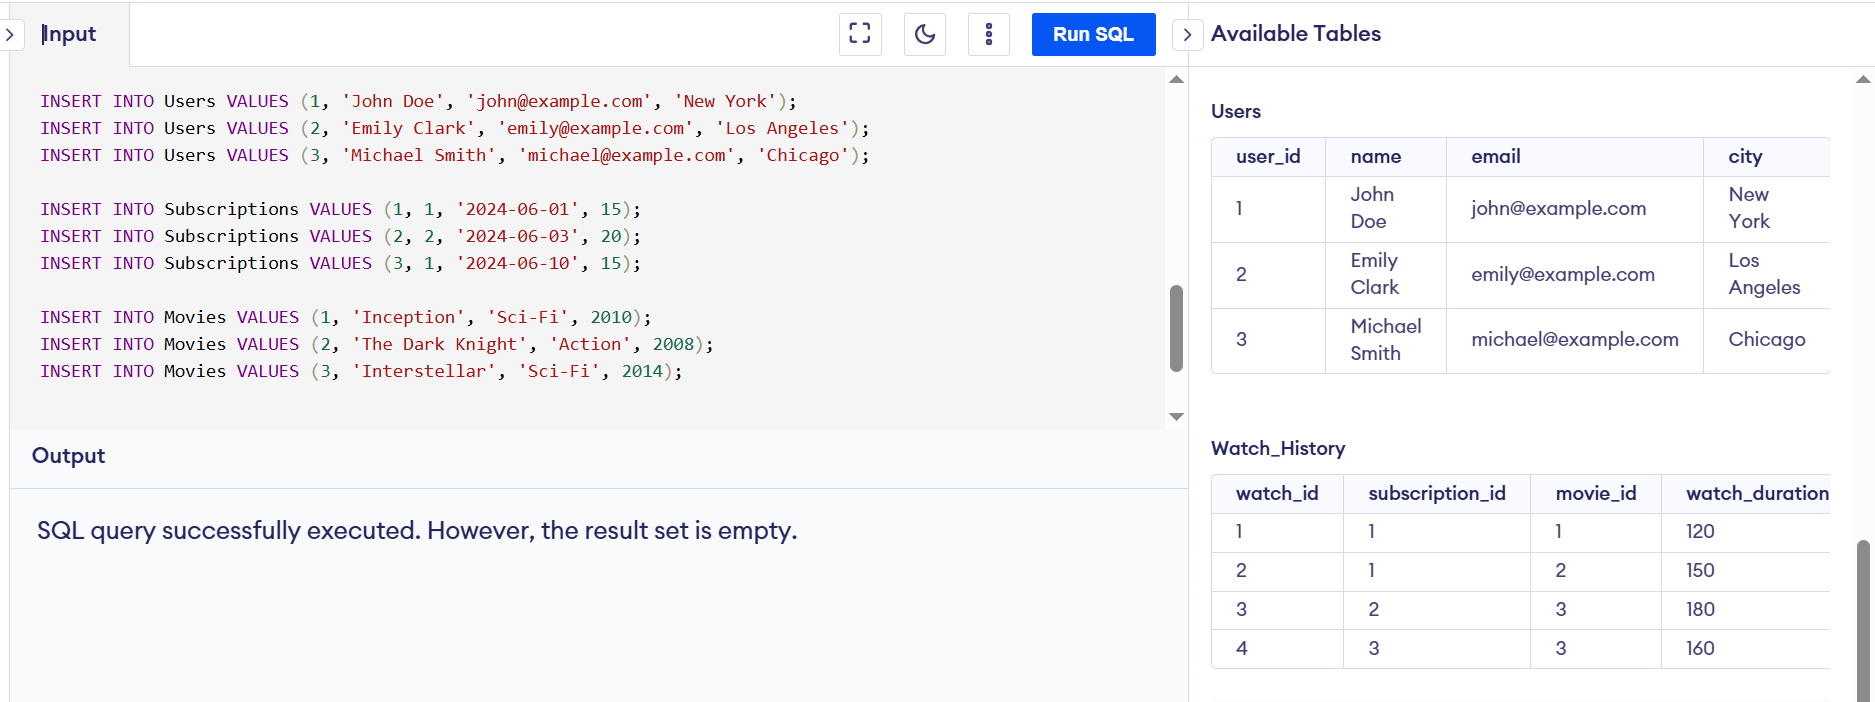 Input
Run SQL
INSERT INTO Users VALUES (1, 'John Doe', 'john@example.com', 'New York');
INSERT INTO Users VALUES (2, 'Emily Clark', 'emily@example.com', 'Los Angeles');
INSERT INTO Users VALUES (3, 'Michael Smith', 'michael@example.com', 'Chicago');
INSERT INTO Subscriptions VALUES (1, 1, '2024-06-01', 15);
INSERT INTO Subscriptions VALUES (2, 2, '2024-06-03', 20);
INSERT INTO Subscriptions VALUES (3, 1, '2024-06-10', 15);
INSERT INTO Movies VALUES (1, 'Inception', 'Sci-Fi', 2010);
INSERT INTO Movies VALUES (2, 'The Dark Knight', 'Action', 2008);
INSERT INTO Movies VALUES (3, 'Interstellar', 'Sci-Fi', 2014);
Output
SQL query successfully executed. However, the result set is empty.
Available Tables
Users
user_id name email city
1 John Doe john@example.com New York
2 Emily Clark emily@example.com Los Angeles
3 Michael Smith michael@example.com Chicago
Watch_History
watch_id subscription_id movie_id watch_duration
1 1 1 120
2 1 2 150
3 2 3 180
4 3 3 160